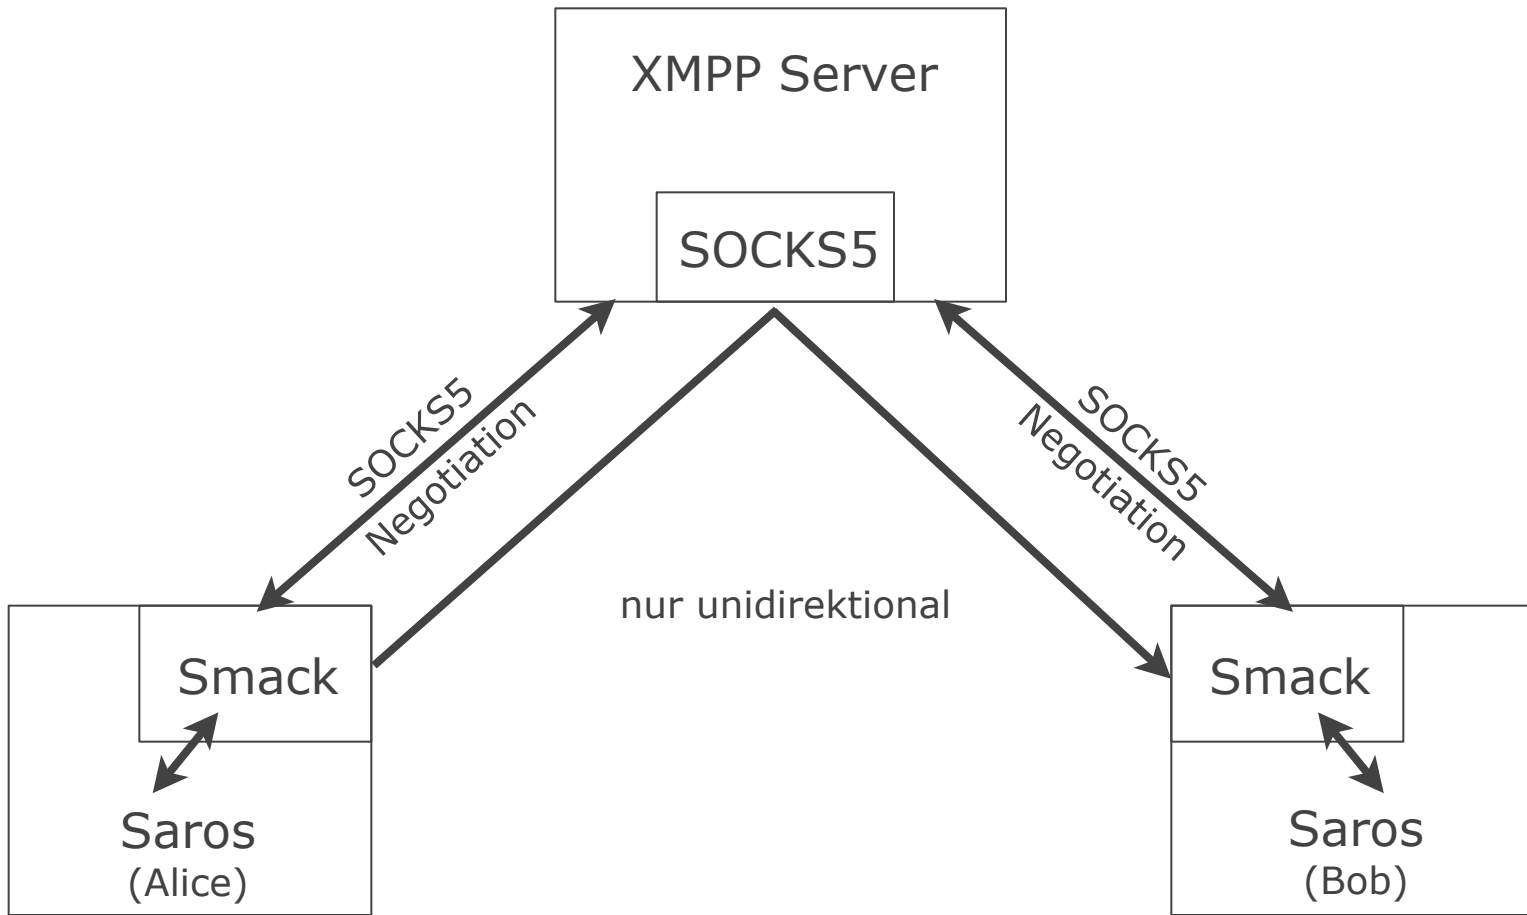 XMPP Server
SOCKS5
SOCKS5
Negotiation
SOCKS5
Negotiation
nur unidirektional
Smack
Saros
(Alice)
Smack
Saros
(Bob)